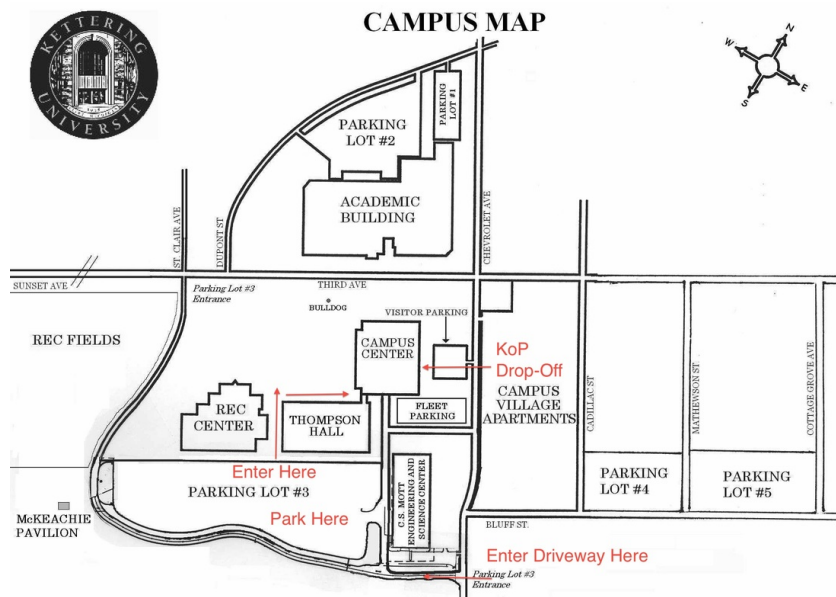 CAMPUS MAP
KETTERING
UNIVERSITY
N
W
E
S
PARKING
LOT #1
PARKING
LOT #2
ACADEMIC
BUILDING
ST. CLAIR AVE
DUPONT ST
CHEVROLET AVE
SUNSET AVE
Parking Lot #3
Entrance
THIRD AVE
BULLDOG
VISITOR PARKING
REC FIELDS
CAMPUS
CENTER
KoP
Drop-Off
CAMPUS
VILLAGE
APARTMENTS
CADILLAC ST
MATHEWSON ST.
COTTAGE GROVE AVE
REC
CENTER
THOMPSON
HALL
FLEET
PARKING
Enter Here
PARKING LOT #3
Park Here
C.S. MOTT
ENGINEERING AND
SCIENCE CENTER
PARKING
LOT #4
PARKING
LOT #5
McKEACHIE
PAVILION
BLUFF ST.
Enter Driveway Here
Parking Lot #3
Entrance